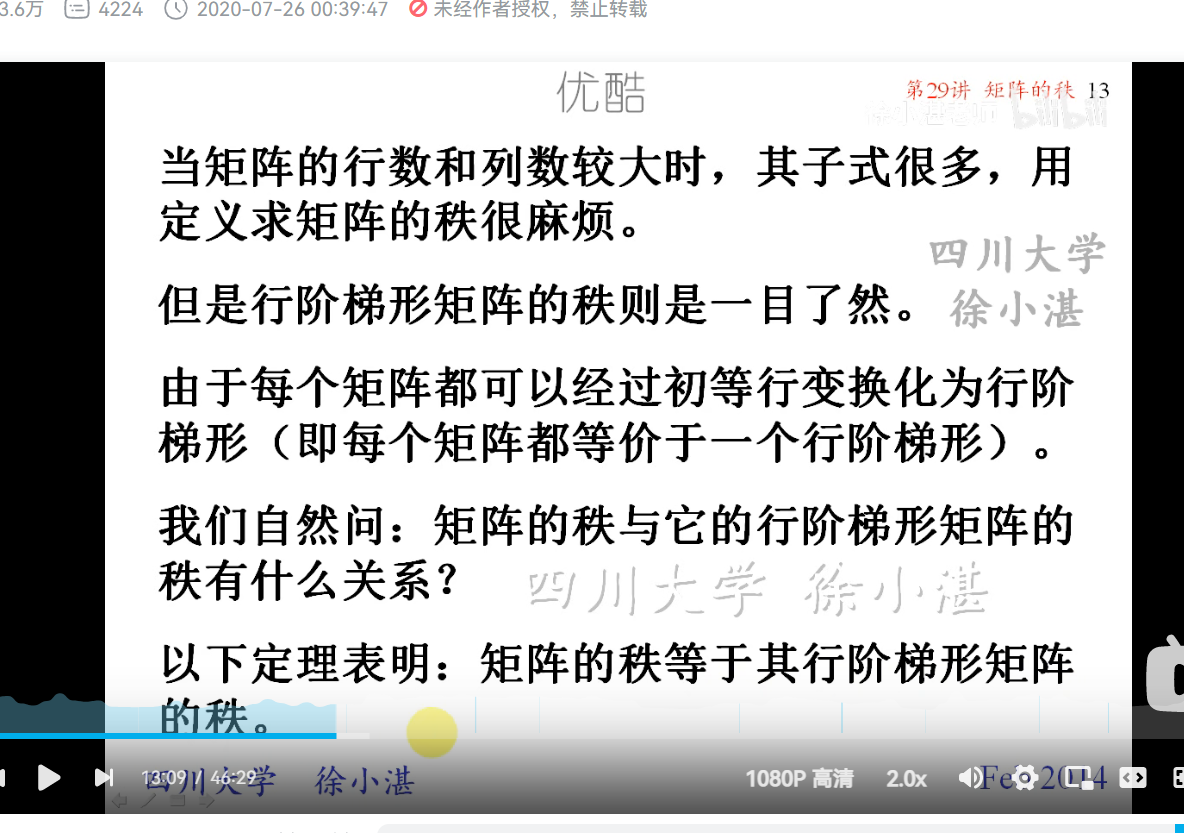 3.6万 4224 2020-07-26 00:39:47 未经作者授权，禁止转载
优酷
第29讲 矩阵的秩 13
bilibili
当矩阵的行数和列数较大时，其子式很多，用
定义求矩阵的秩很麻烦。
四川大学
但是行阶梯形矩阵的秩则是一目了然。
徐小湛
由于每个矩阵都可以经过初等行变换化为行阶
梯形（即每个矩阵都等价于一个行阶梯形）。
我们自然问：矩阵的秩与它的行阶梯形矩阵的
秩有什么关系？
四川大学 徐小湛
以下定理表明：矩阵的秩等于其行阶梯形矩阵
的秩。
13:09 / 46:29
四川大学 徐小湛
1080P 高清 2.0x
Feb 2014